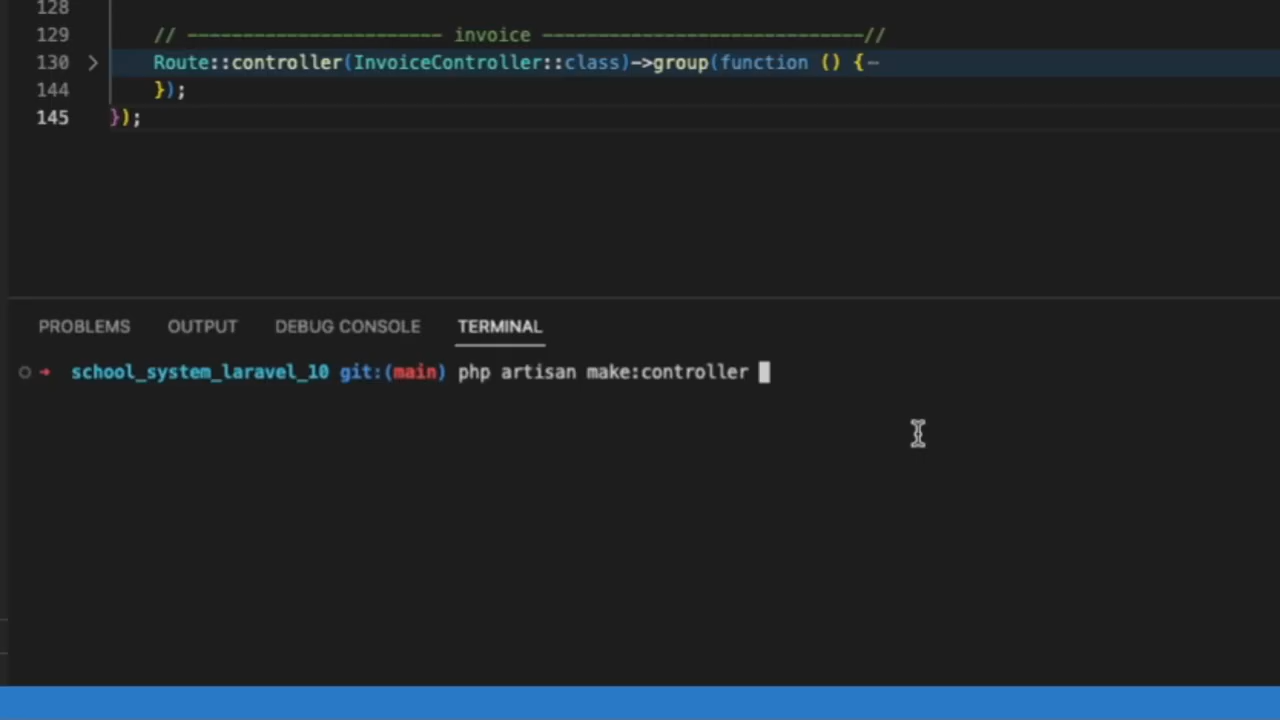 128
129 // ----------------------- invoice -----------------------------//
130 Route::controller(InvoiceController::class)->group(function () {…
144 });
145 });
PROBLEMS OUTPUT DEBUG CONSOLE TERMINAL
school_system_laravel_10 git:(main) php artisan make:controller